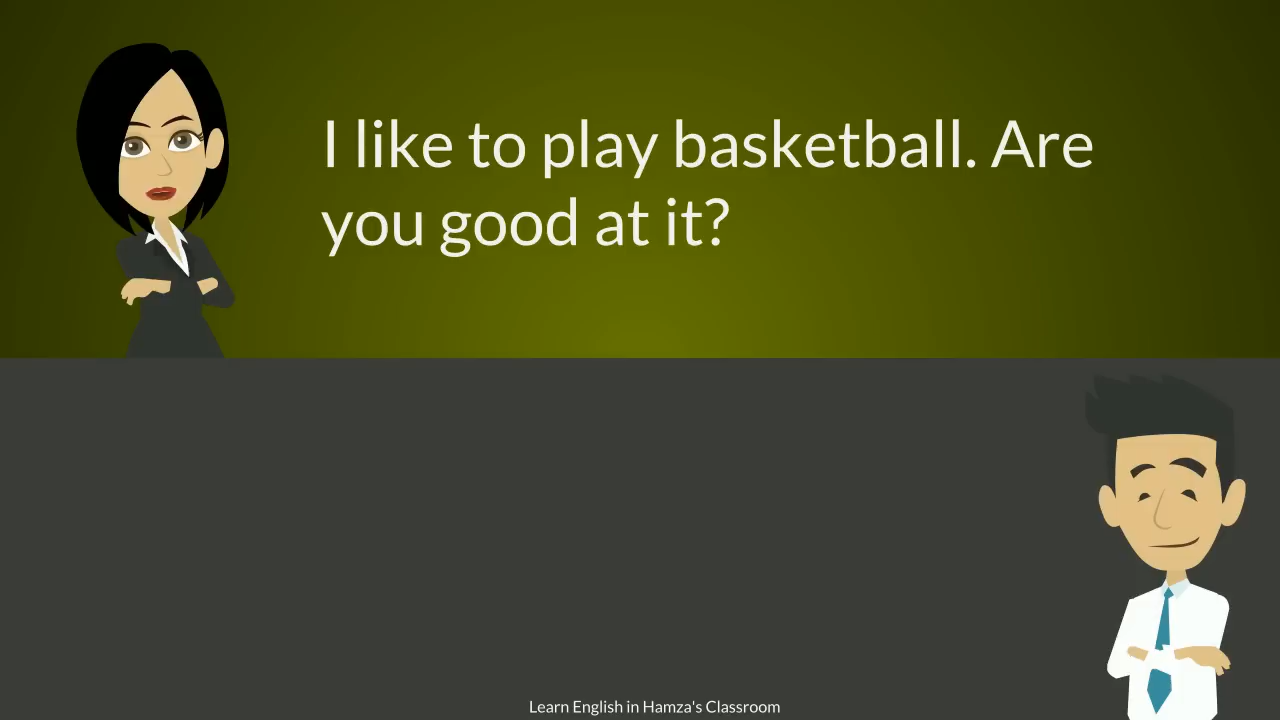 I like to play basketball. Are
you good at it?
Learn English in Hamza's Classroom